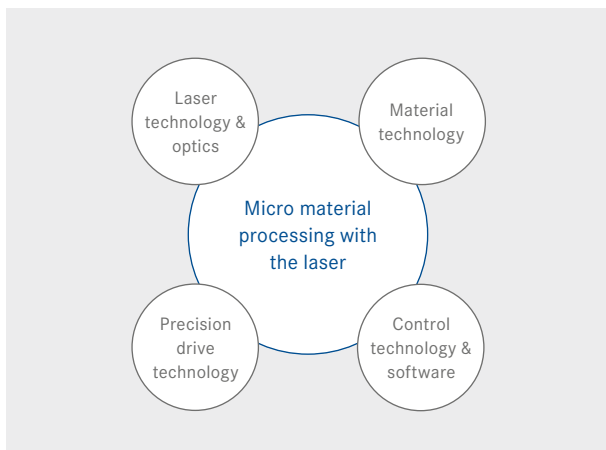 Laser
technology &
optics
Material
technology
Micro material
processing with
the laser
Precision
drive
technology
Control
technology &
software